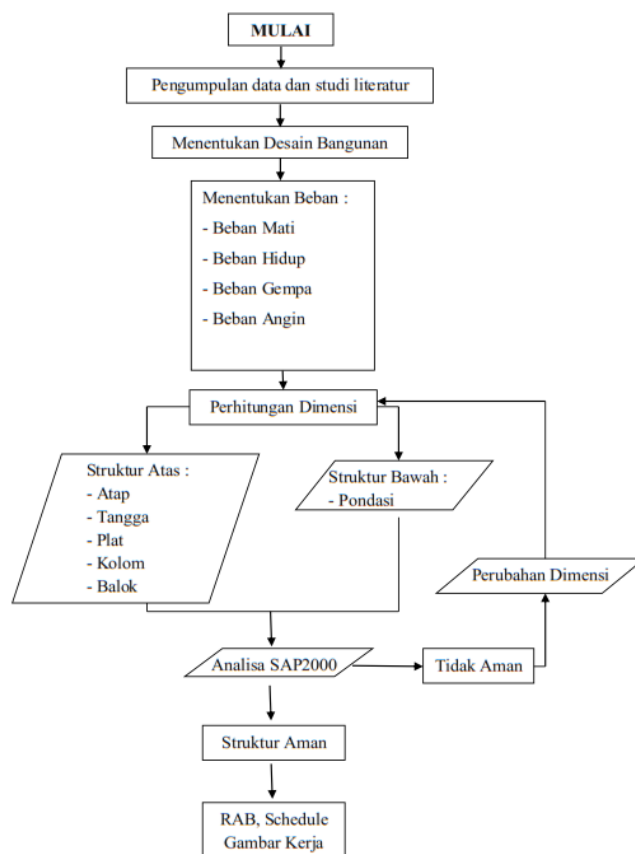 MULAI
Pengumpulan data dan studi literatur
Menentukan Desain Bangunan
Menentukan Beban :
- Beban Mati
- Beban Hidup
- Beban Gempa
- Beban Angin
Perhitungan Dimensi
Struktur Atas :
- Atap
- Tangga
- Plat
- Kolom
- Balok
Struktur Bawah :
- Pondasi
Perubahan Dimensi
Analisa SAP2000
Tidak Aman
Struktur Aman
RAB, Schedule
Gambar Kerja